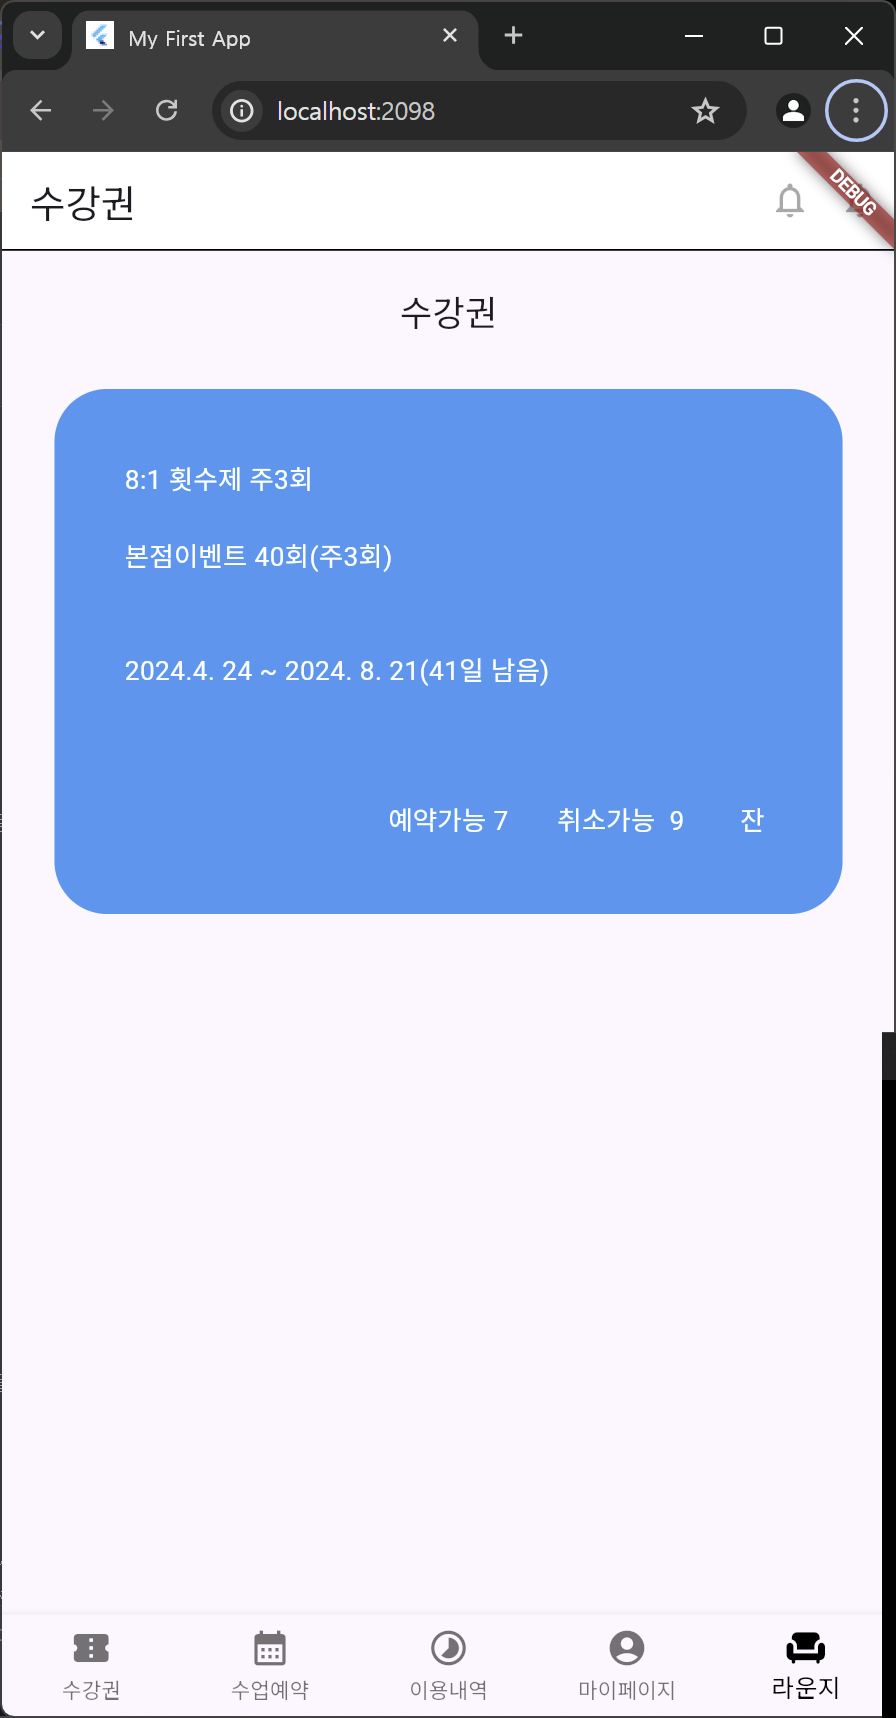 My First App
localhost:2098
수강권
DEBUG
수강권
8:1 횟수제 주3회
본점이벤트 40회(주3회)
2024.4. 24 ~ 2024. 8. 21(41일 남음)
예약가능 7 취소가능 9 잔
수강권 수업예약 이용내역 마이페이지 라운지